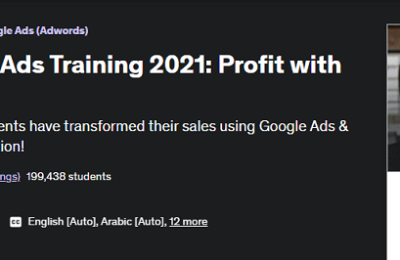 gle Ads (Adwords)
Ads Training 2021: Profit with
ents have transformed their sales using Google Ads &
ion!
ngs) 199,438 students
CC English [Auto], Arabic [Auto], 12 more